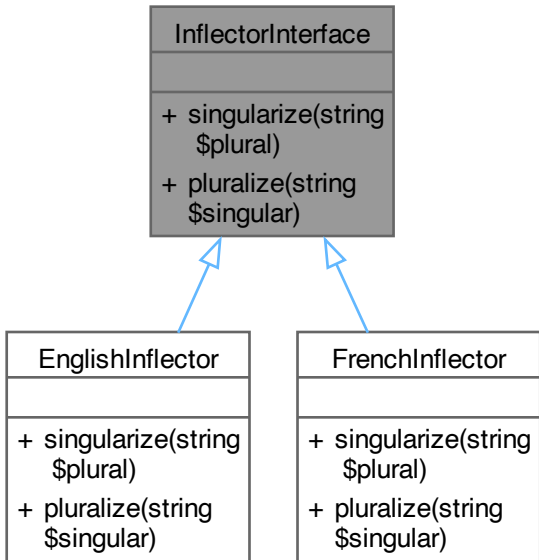 InflectorInterface
+ singularize(string
$plural)
+ pluralize(string
$singular)
EnglishInflector
+ singularize(string
$plural)
+ pluralize(string
$singular)
FrenchInflector
+ singularize(string
$plural)
+ pluralize(string
$singular)